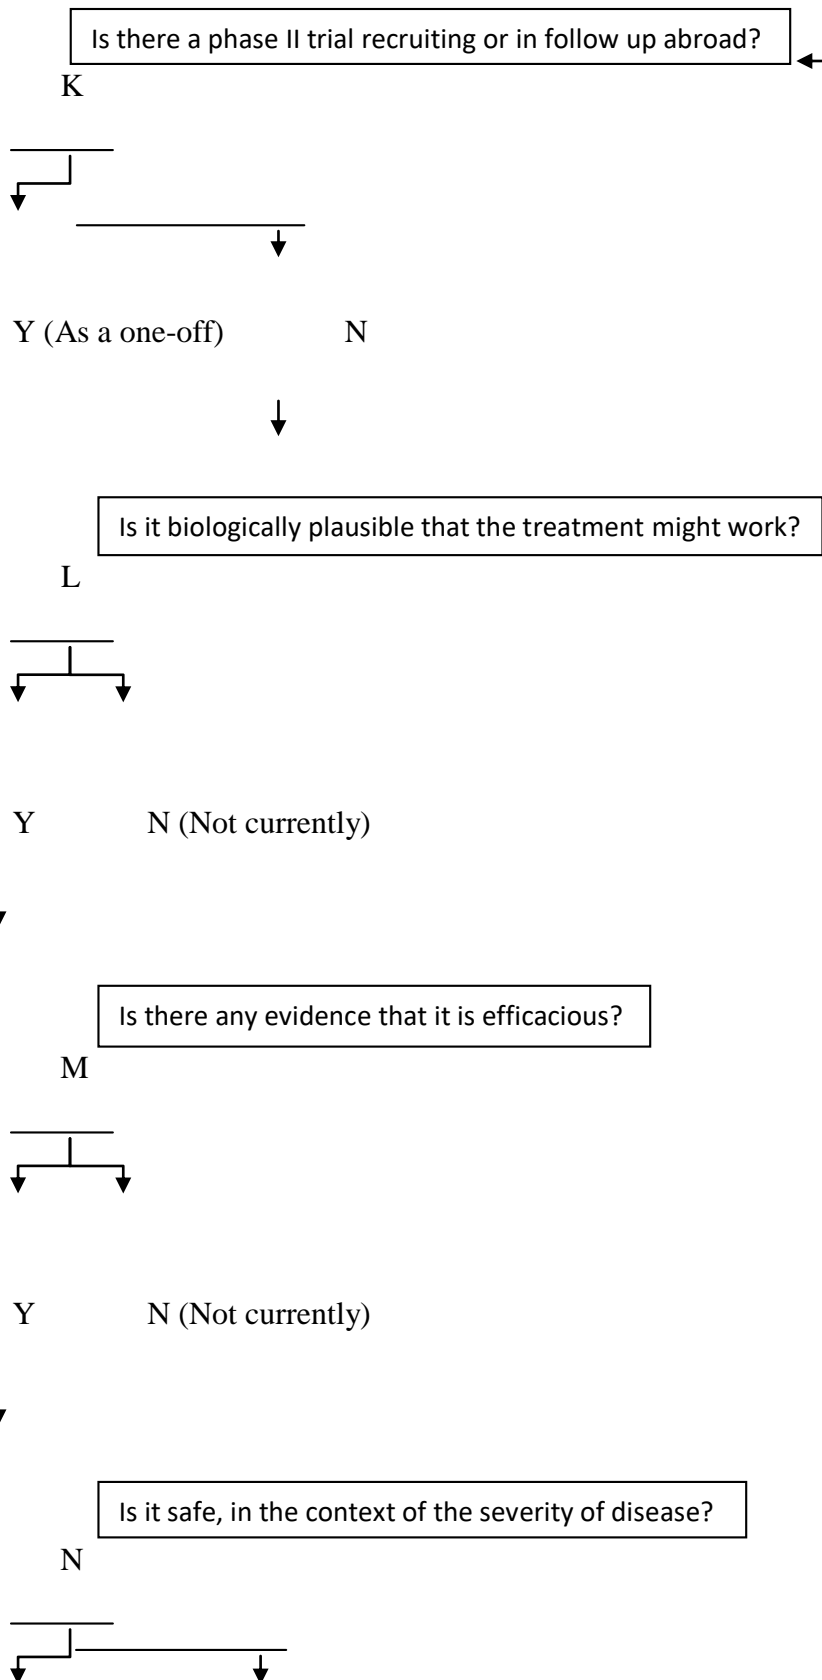 Is there a phase II trial recruiting or in follow up abroad?
K
Y (As a one-off) N
Is it biologically plausible that the treatment might work?
L
Y N (Not currently)
Is there any evidence that it is efficacious?
M
Y N (Not currently)
Is it safe, in the context of the severity of disease?
N